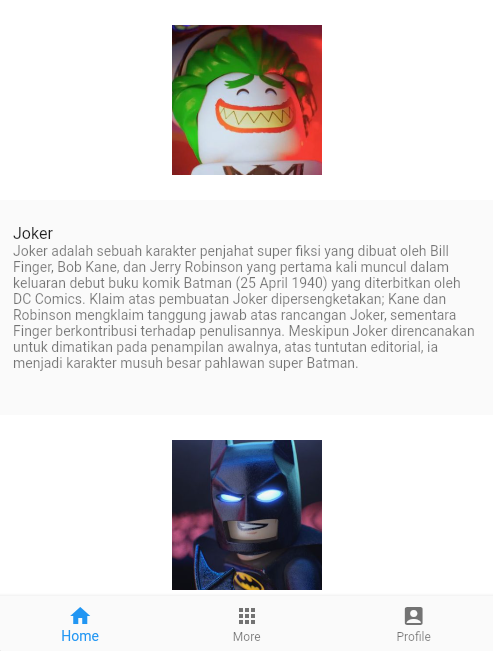 Joker
Joker adalah sebuah karakter penjahat super fiksi yang dibuat oleh Bill
Finger, Bob Kane, dan Jerry Robinson yang pertama kali muncul dalam
keluaran debut buku komik Batman (25 April 1940) yang diterbitkan oleh
DC Comics. Klaim atas pembuatan Joker dipersengketakan; Kane dan
Robinson mengklaim tanggung jawab atas rancangan Joker, sementara
Finger berkontribusi terhadap penulisannya. Meskipun Joker direncanakan
untuk dimatikan pada penampilan awalnya, atas tuntutan editorial, ia
menjadi karakter musuh besar pahlawan super Batman.
Home
More
Profile